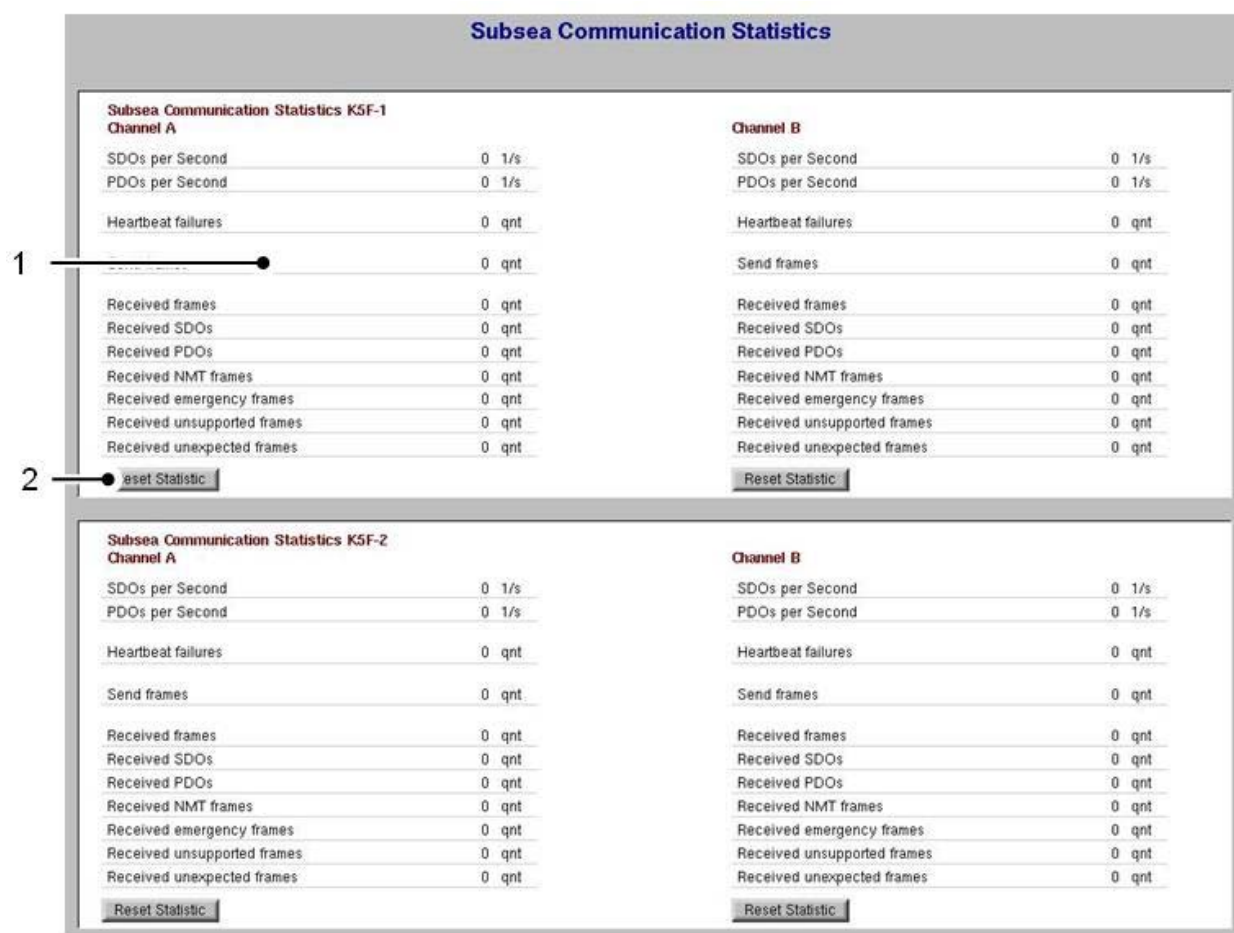 Subsea Communication Statistics
Subsea Communication Statistics K5F-1
Channel A
SDOs per Second 0 1/s
PDOs per Second 0 1/s
Heartbeat failures 0 qnt
1
0 qnt
Received frames 0 qnt
Received SDOs 0 qnt
Received PDOs 0 qnt
Received NMT frames 0 qnt
Received emergency frames 0 qnt
Received unsupported frames 0 qnt
Received unexpected frames 0 qnt
2
eset Statistic
Channel B
SDOs per Second 0 1/s
PDOs per Second 0 1/s
Heartbeat failures 0 qnt
Send frames 0 qnt
Received frames 0 qnt
Received SDOs 0 qnt
Received PDOs 0 qnt
Received NMT frames 0 qnt
Received emergency frames 0 qnt
Received unsupported frames 0 qnt
Received unexpected frames 0 qnt
Reset Statistic
Subsea Communication Statistics K5F-2
Channel A
SDOs per Second 0 1/s
PDOs per Second 0 1/s
Heartbeat failures 0 qnt
Send frames 0 qnt
Received frames 0 qnt
Received SDOs 0 qnt
Received PDOs 0 qnt
Received NMT frames 0 qnt
Received emergency frames 0 qnt
Received unsupported frames 0 qnt
Received unexpected frames 0 qnt
Reset Statistic
Channel B
SDOs per Second 0 1/s
PDOs per Second 0 1/s
Heartbeat failures 0 qnt
Send frames 0 qnt
Received frames 0 qnt
Received SDOs 0 qnt
Received PDOs 0 qnt
Received NMT frames 0 qnt
Received emergency frames 0 qnt
Received unsupported frames 0 qnt
Received unexpected frames 0 qnt
Reset Statistic